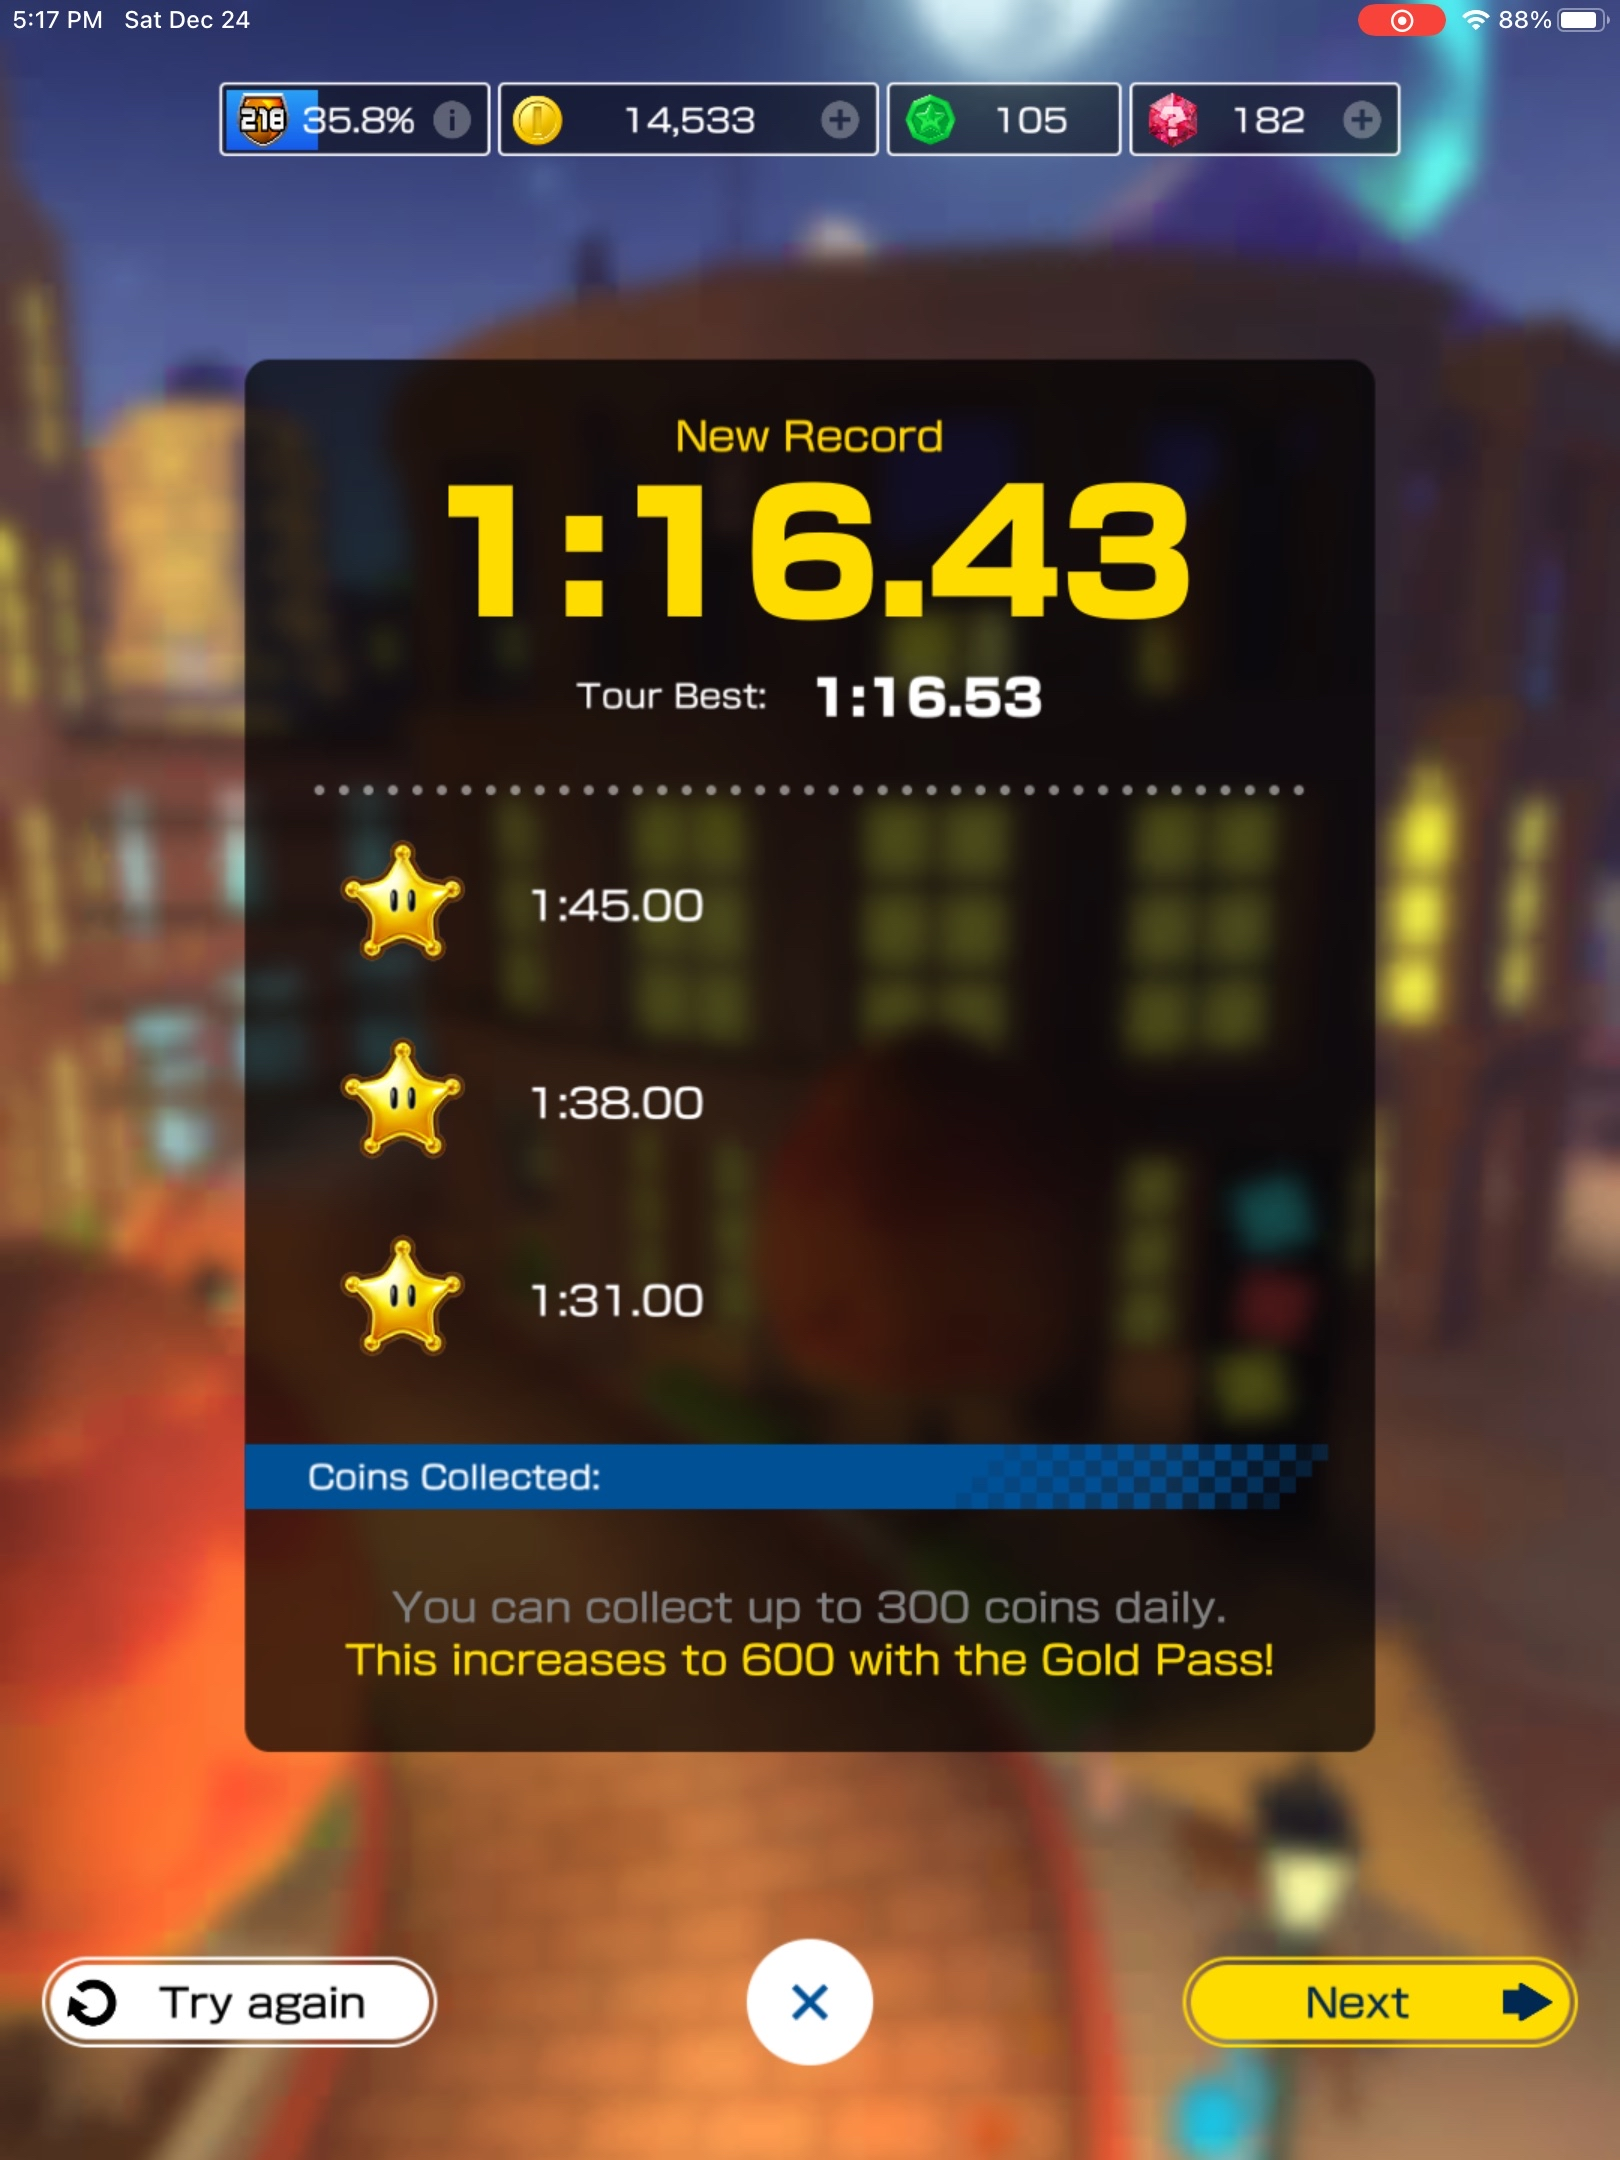 5:17 PM Sat Dec 24 88%
218 35.8% i 14,533 + 105 ? 182 +
New Record
1:16.43
Tour Best: 1:16.53
1:45.00
1:38.00
1:31.00
Coins Collected:
You can collect up to 300 coins daily.
This increases to 600 with the Gold Pass!
Try again × Next